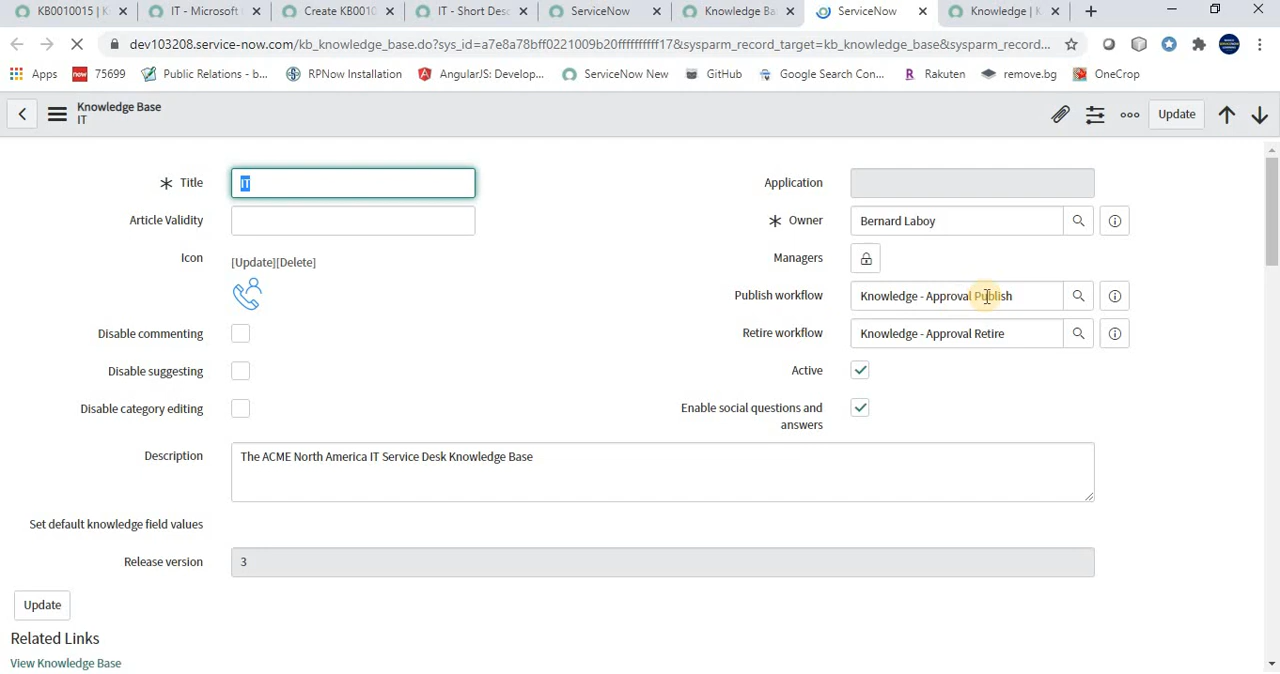 KB0010015 | K
IT - Microsoft
Create KB0010
IT - Short Des
ServiceNow
Knowledge Ba
ServiceNow
Knowledge | K
dev103208.service-now.com/kb_knowledge_base.do?sys_id=a7e8a78bff0221009b20ffffffffff17&sysparm_record_target=kb_knowledge_base&sysparm_record...
Apps
now 75699
Public Relations - b...
RPNow Installation
AngularJS: Develop...
ServiceNow New
GitHub
Google Search Con...
R Rakuten
remove.bg
OneCrop
Knowledge Base
IT
Update
Title IT
Application
Article Validity
Owner Bernard Laboy
Icon [Update][Delete]
Managers
Publish workflow Knowledge - Approval Publish
Disable commenting
Retire workflow Knowledge - Approval Retire
Disable suggesting
Active
Disable category editing
Enable social questions and
answers
Description The ACME North America IT Service Desk Knowledge Base
Set default knowledge field values
Release version 3
Update
Related Links
View Knowledge Base